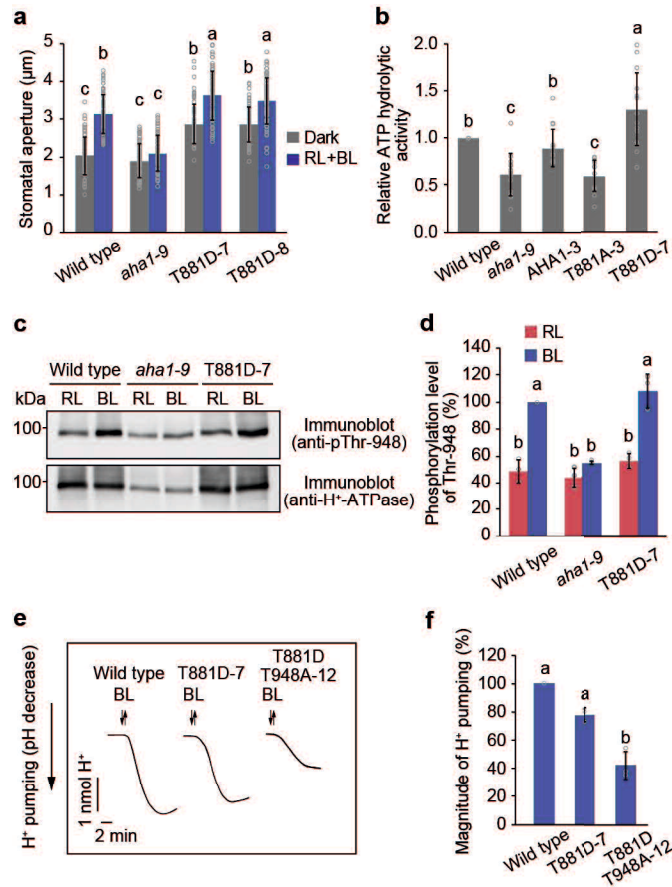 a
Stomatal aperture (µm)
5
4
3
2
1
0
c
b
c
c
b
a
b
a
Dark
RL+BL
Wild type
aha1-9
T881D-7
T881D-8
b
Relative ATP hydrolytic
activity
2.0
1.5
1.0
0.5
0.0
b
c
b
c
a
Wild type
aha1-9
AHA1-3
T881A-3
T881D-7
c
Wild type
aha1-9
T881D-7
kDa
RL
BL
RL
BL
RL
BL
100
Immunoblot
(anti-pThr-948)
100
Immunoblot
(anti-H⁺-ATPase)
d
RL
BL
Phosphorylation level
of Thr-948 (%)
140
120
100
80
60
40
20
0
b
a
b
b
b
a
Wild type
aha1-9
T881D-7
e
H⁺ pumping (pH decrease)
Wild type
T881D-7
T881D
T948A-12
BL
BL
BL
1 nmol H⁺
2 min
f
Magnitude of H⁺ pumping (%)
120
100
80
60
40
20
0
a
a
b
Wild type
T881D-7
T881D
T948A-12